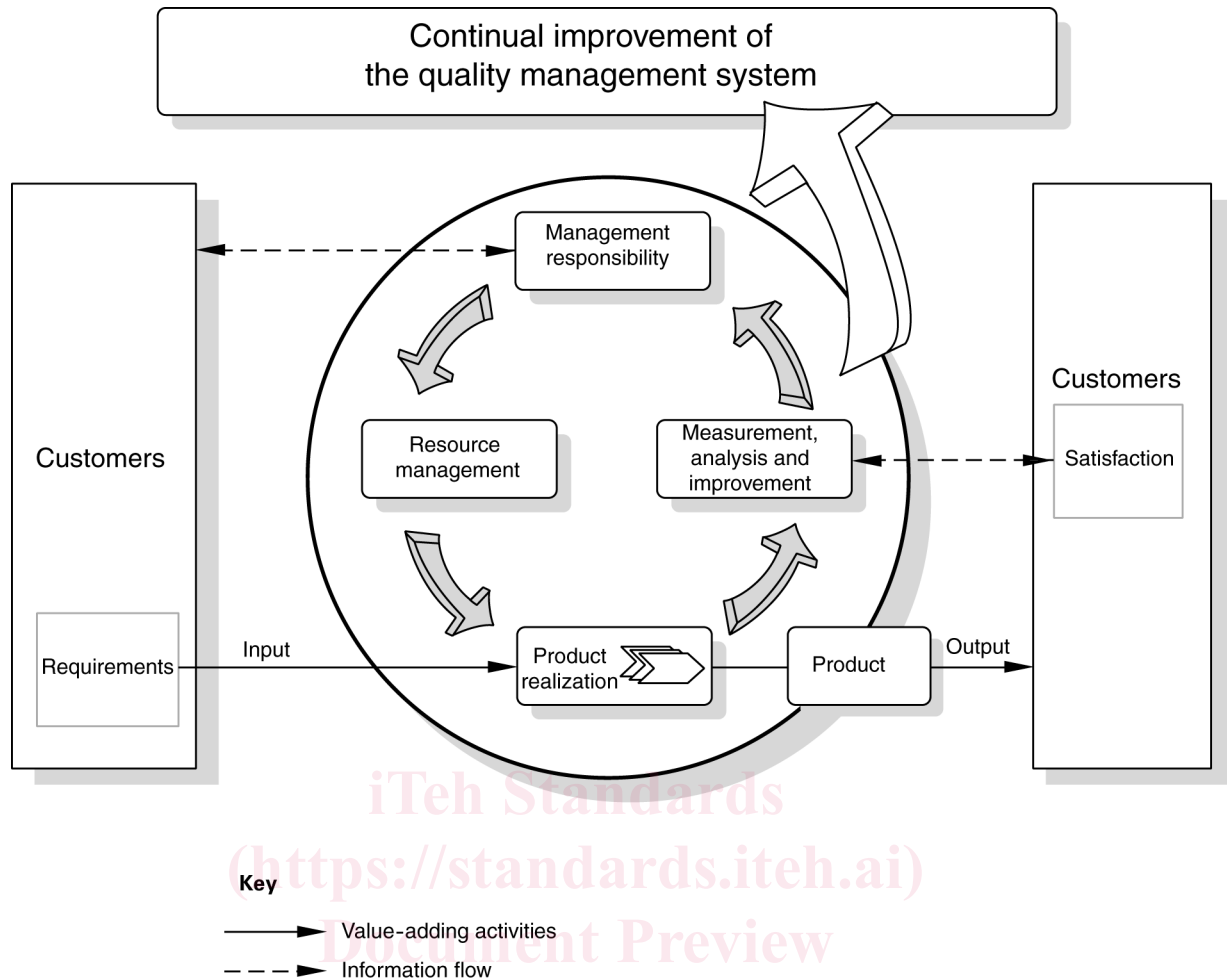 Continual improvement of
the quality management system
Management
responsibility
Customers
Customers
Resource
management
Measurement,
analysis and
improvement
Satisfaction
Requirements
Input
Product
realization
Product
Output
iTeh Standards
(https://standards.iteh.ai)
Document Preview
Key
Value-adding activities
Information flow